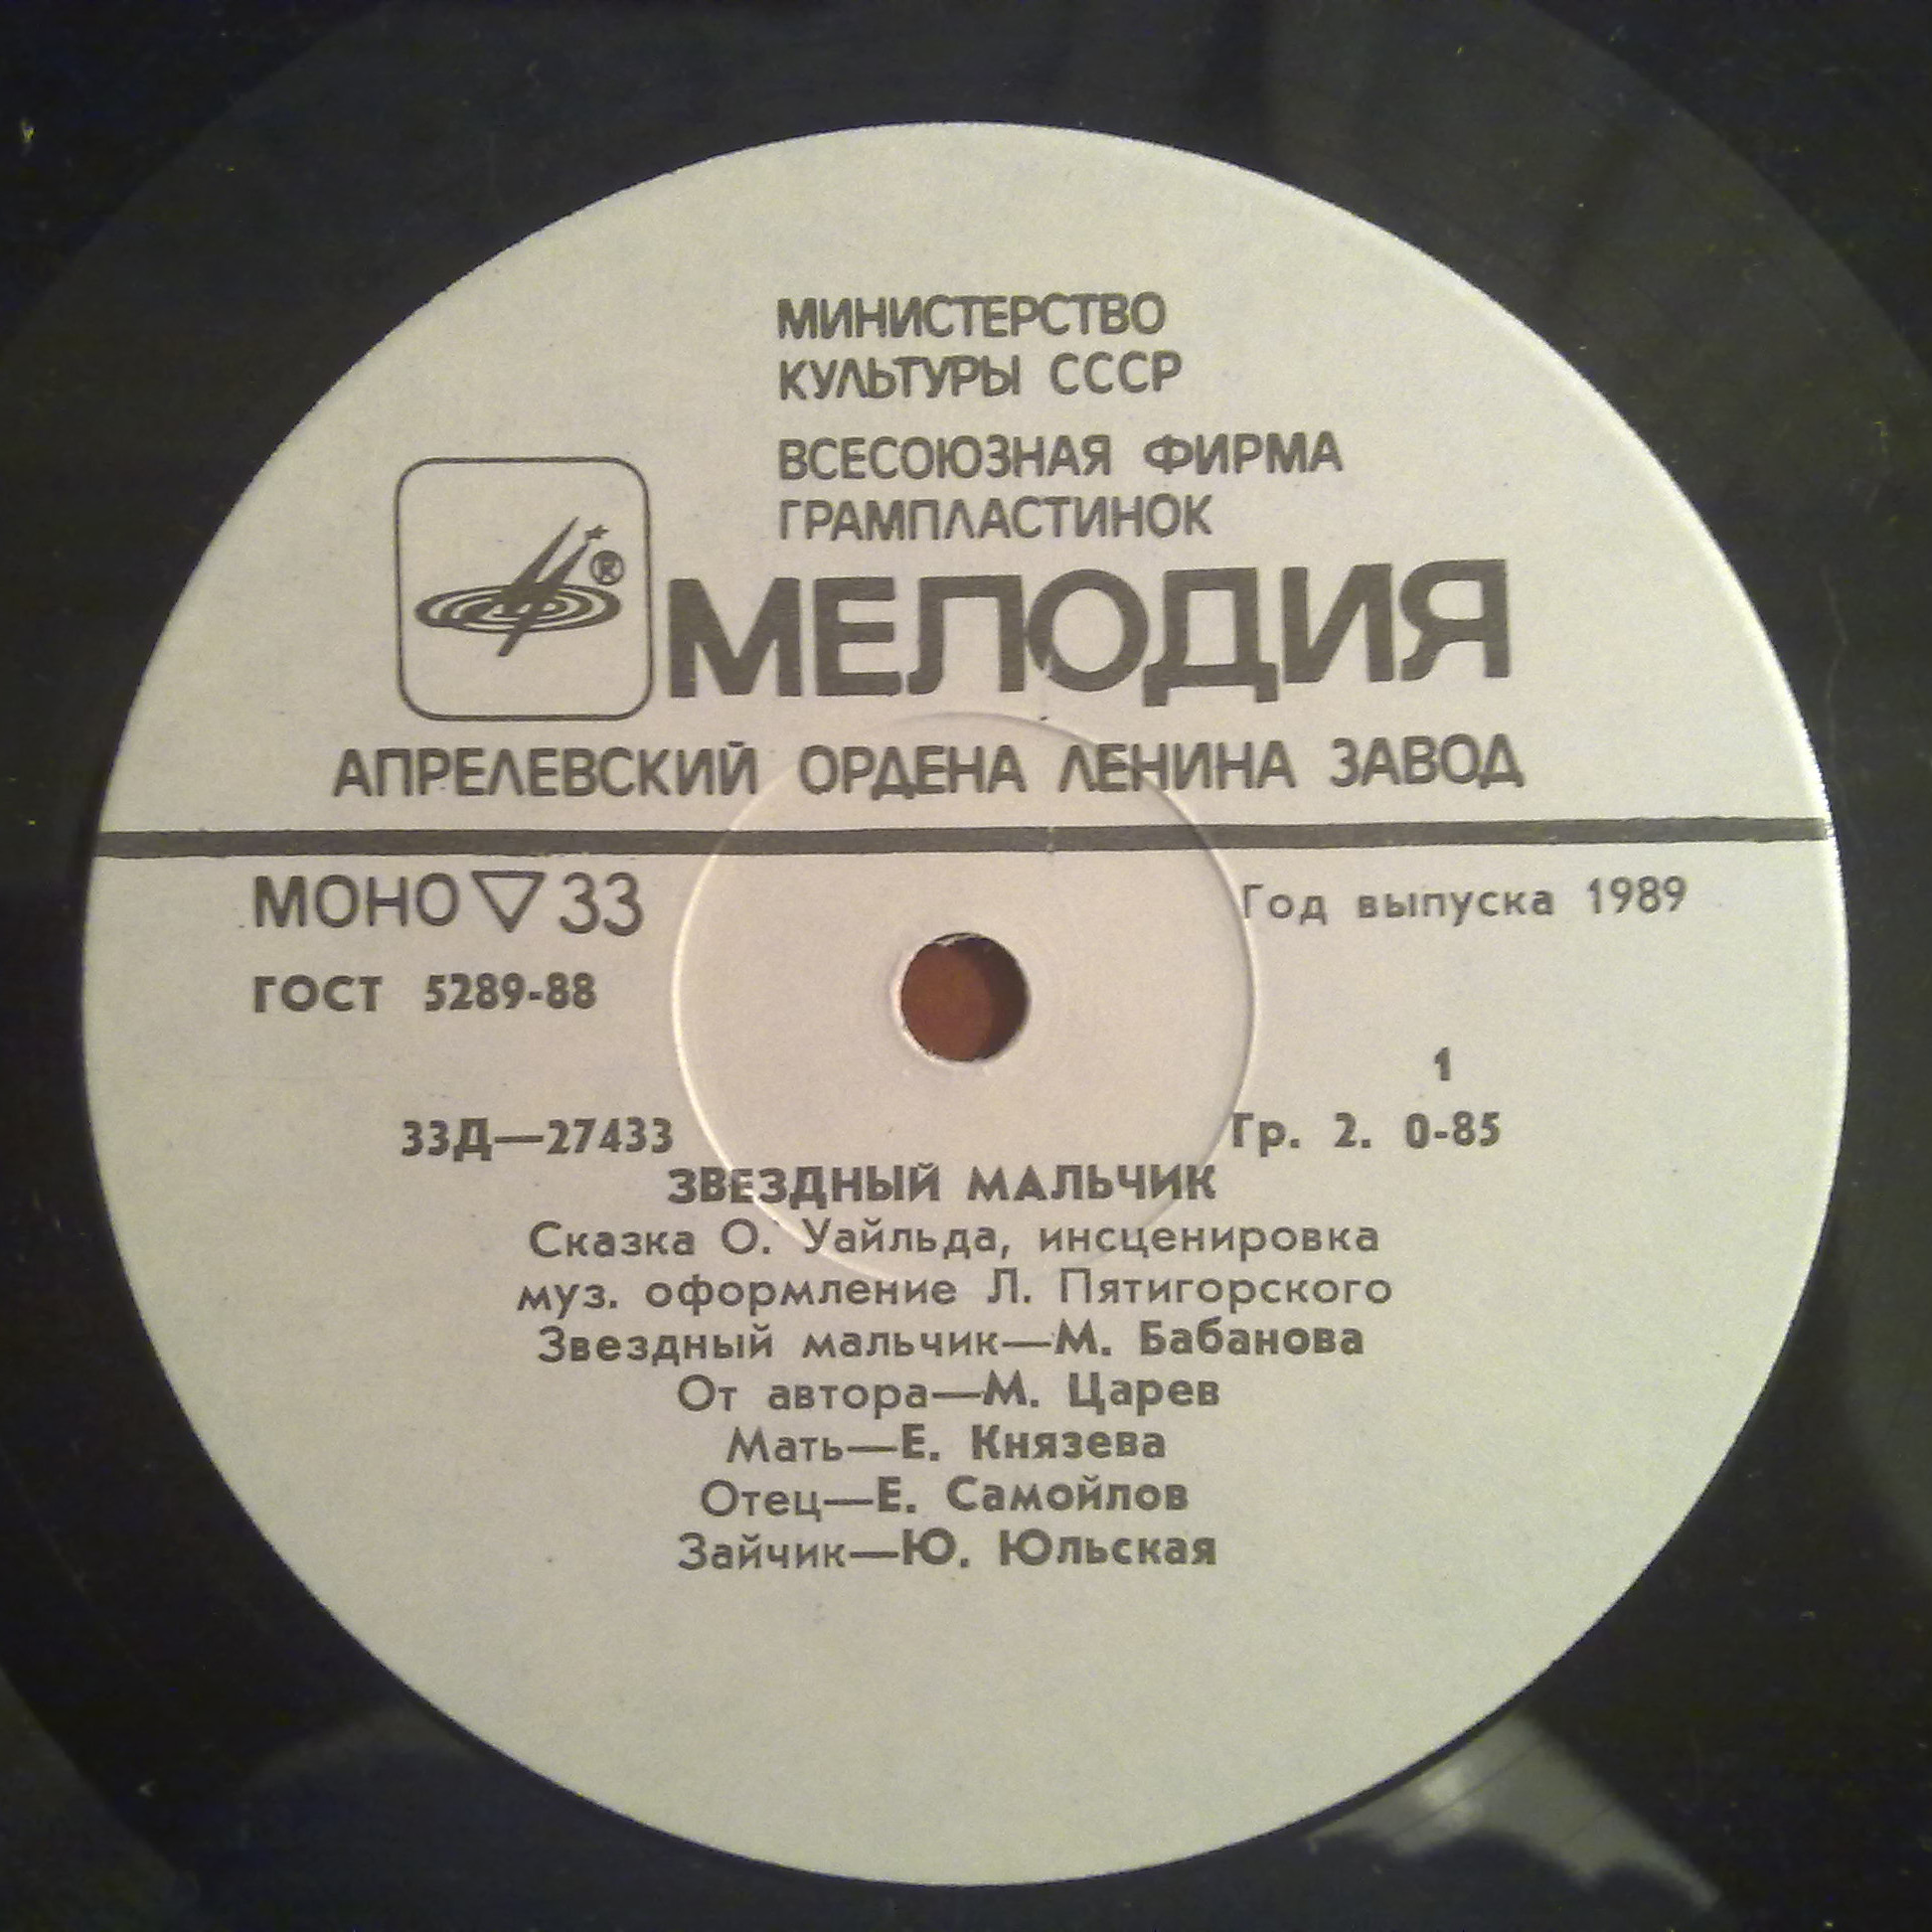 МИНИСТЕРСТВО
КУЛЬТУРЫ СССР
ВСЕСОЮЗНАЯ ФИРМА
ГРАМПЛАСТИНОК
®
МЕЛОДИЯ
АПРЕЛЕВСКИЙ ОРДЕНА ЛЕНИНА ЗАВОД
МОНО ▽ 33
Год выпуска 1989
ГОСТ 5289-88
1
33Д—27433
Гр. 2. 0-85
ЗВЕЗДНЫЙ МАЛЬЧИК
Сказка О. Уайльда, инсценировка
муз. оформление Л. Пятигорского
Звездный мальчик—М. Бабанова
От автора—М. Царев
Мать—Е. Князева
Отец—Е. Самойлов
Зайчик—Ю. Юльская